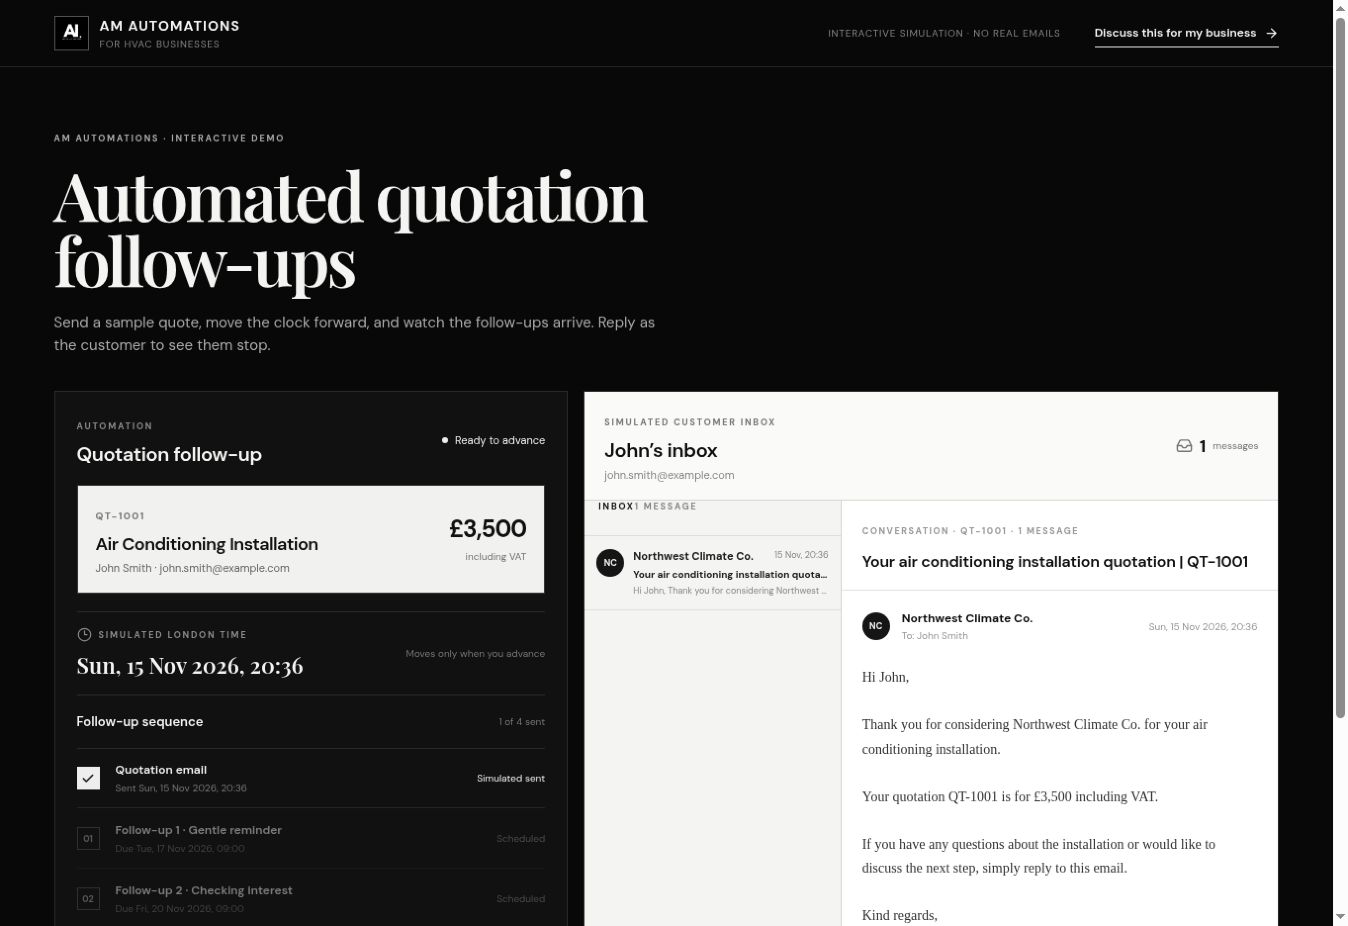 AI.
AM AUTOMATIONS
FOR HVAC BUSINESSES
INTERACTIVE SIMULATION · NO REAL EMAILS
Discuss this for my business →
AM AUTOMATIONS · INTERACTIVE DEMO
Automated quotation
follow-ups
Send a sample quote, move the clock forward, and watch the follow-ups arrive. Reply as
the customer to see them stop.
AUTOMATION
Quotation follow-up
Ready to advance
QT-1001
Air Conditioning Installation
John Smith · john.smith@example.com
£3,500
including VAT
SIMULATED LONDON TIME
Sun, 15 Nov 2026, 20:36
Moves only when you advance
Follow-up sequence
1 of 4 sent
Quotation email
Sent Sun, 15 Nov 2026, 20:36
Simulated sent
01
Follow-up 1 · Gentle reminder
Due Tue, 17 Nov 2026, 09:00
Scheduled
02
Follow-up 2 · Checking interest
Due Fri, 20 Nov 2026, 09:00
Scheduled
SIMULATED CUSTOMER INBOX
John’s inbox
john.smith@example.com
1 messages
INBOX 1 MESSAGE
NC
Northwest Climate Co.
15 Nov, 20:36
Your air conditioning installation quota...
Hi John, Thank you for considering Northwest ...
CONVERSATION · QT-1001 · 1 MESSAGE
Your air conditioning installation quotation | QT-1001
NC
Northwest Climate Co.
To: John Smith
Sun, 15 Nov 2026, 20:36
Hi John,
Thank you for considering Northwest Climate Co. for your air
conditioning installation.
Your quotation QT-1001 is for £3,500 including VAT.
If you have any questions about the installation or would like to
discuss the next step, simply reply to this email.
Kind regards,